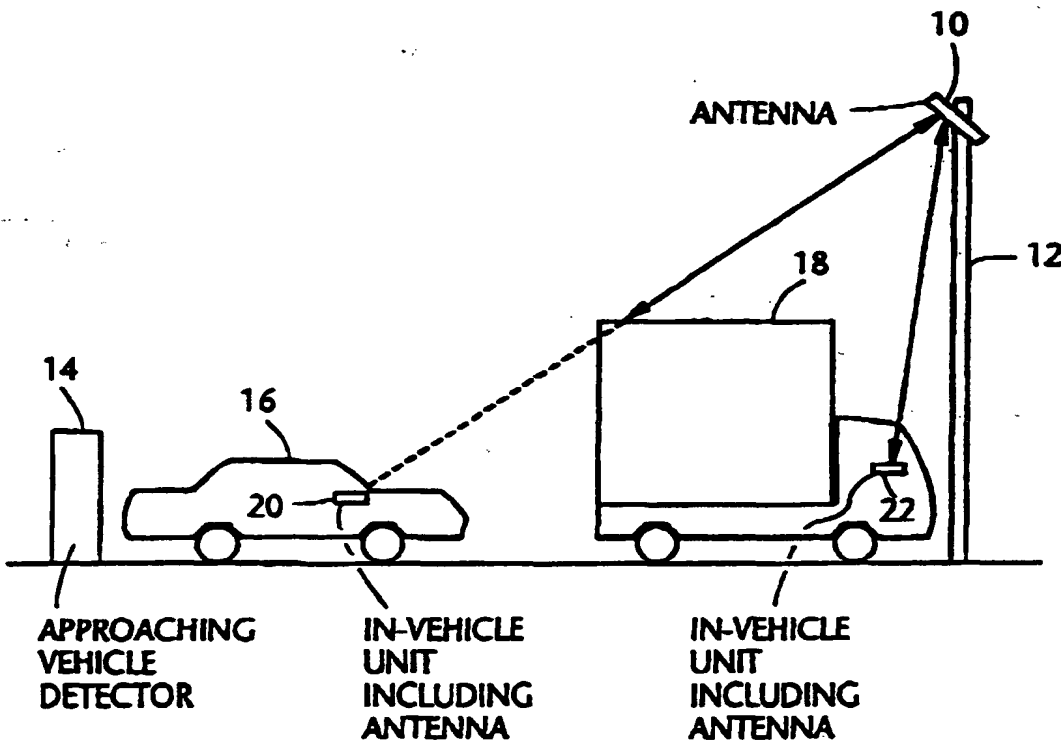 10
ANTENNA
12
18
14
16
20
22
APPROACHING
VEHICLE
DETECTOR
IN-VEHICLE
UNIT
INCLUDING
ANTENNA
IN-VEHICLE
UNIT
INCLUDING
ANTENNA